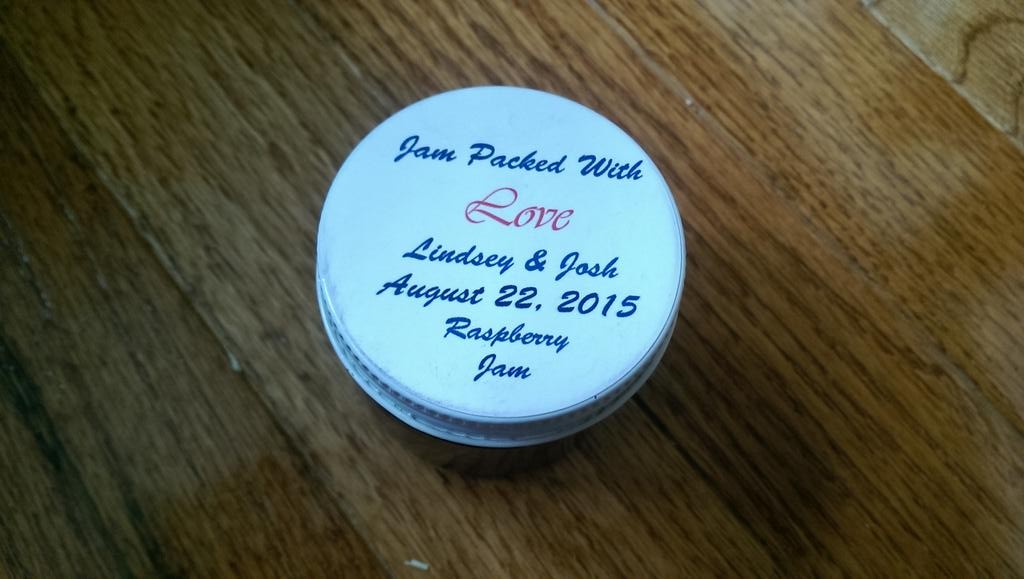 Jam Packed With
Love
Lindsey & Josh
August 22, 2015
Raspberry
Jam